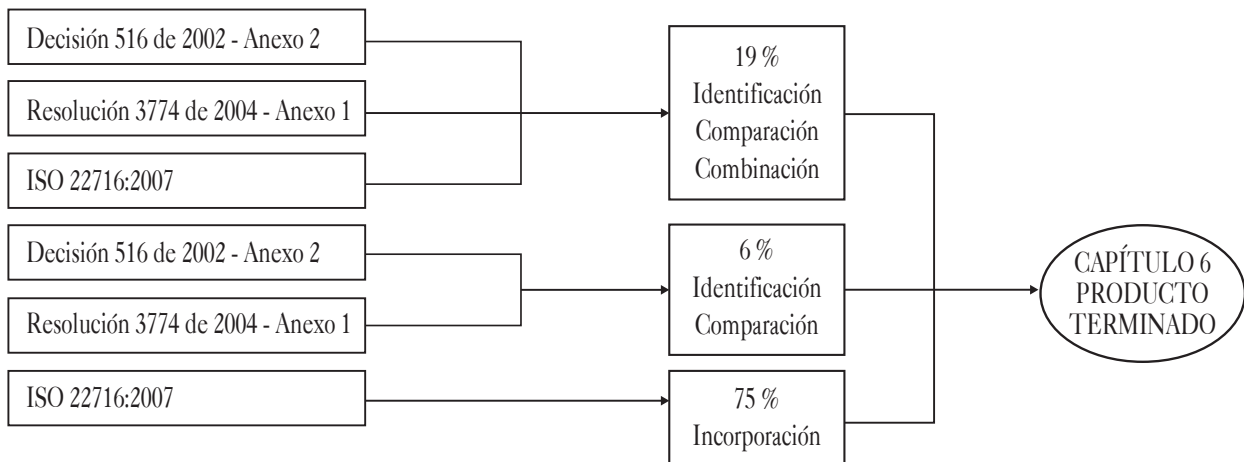 Decisión 516 de 2002 - Anexo 2
Resolución 3774 de 2004 - Anexo 1
ISO 22716:2007
19 %
Identificación
Comparación
Combinación
Decisión 516 de 2002 - Anexo 2
Resolución 3774 de 2004 - Anexo 1
6 %
Identificación
Comparación
ISO 22716:2007
75 %
Incorporación
CAPÍTULO 6
PRODUCTO
TERMINADO